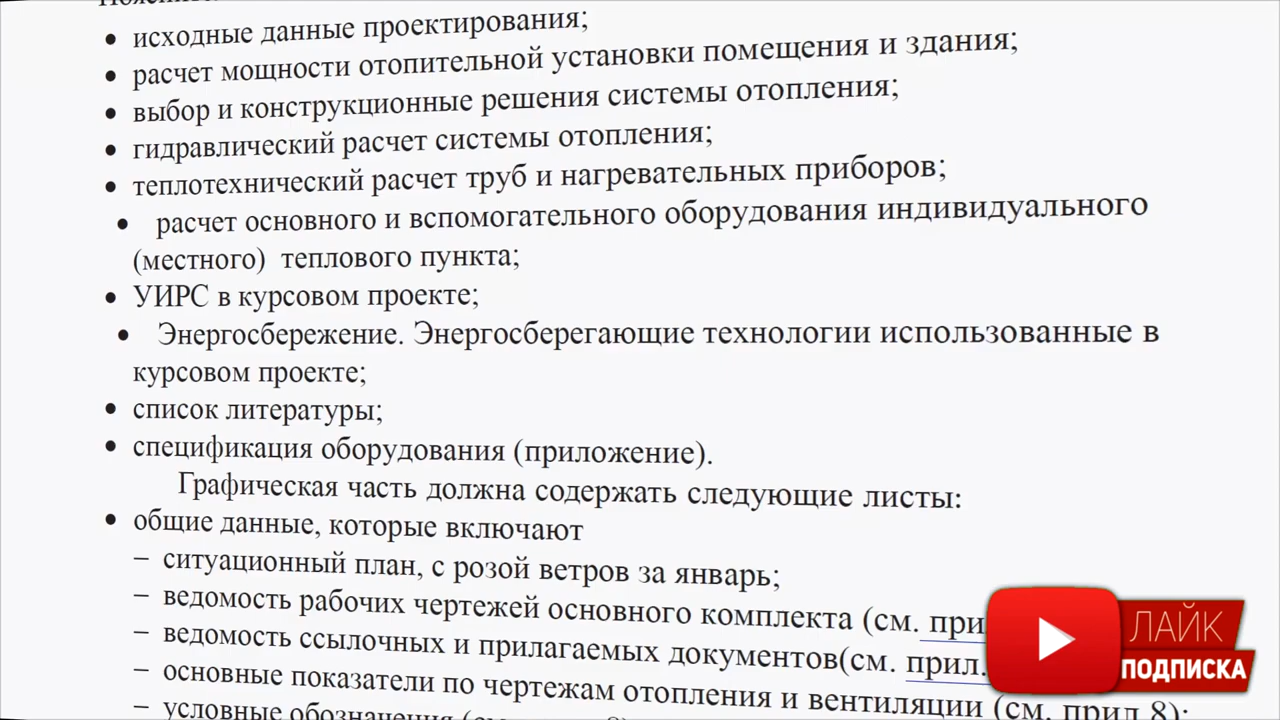 • исходные данные проектирования;
• расчет мощности отопительной установки помещения и здания;
• выбор и конструкционные решения системы отопления;
• гидравлический расчет системы отопления;
• теплотехнический расчет труб и нагревательных приборов;
• расчет основного и вспомогательного оборудования индивидуального
(местного) теплового пункта;
• УИРС в курсовом проекте;
• Энергосбережение. Энергосберегающие технологии использованные в
курсовом проекте;
• список литературы;
• спецификация оборудования (приложение).
Графическая часть должна содержать следующие листы:
• общие данные, которые включают
– ситуационный план, с розой ветров за январь;
– ведомость рабочих чертежей основного комплекта (см. при
– ведомость ссылочных и прилагаемых документов(см. прил.
– основные показатели по чертежам отопления и вентиляции (см. прил.8);
– условные обозначения
ЛАЙК
ПОДПИСКА